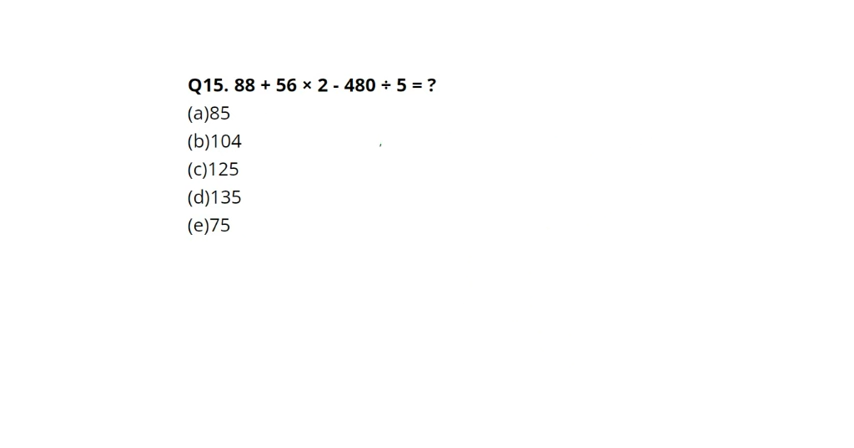 Q15. 88 + 56 × 2 - 480 ÷ 5 = ?
(a)85
(b)104
(c)125
(d)135
(e)75